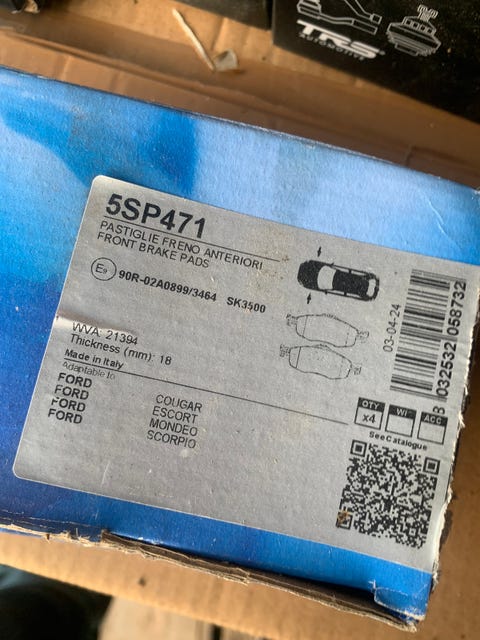 TRS
AUTOMOTIVE
5SP471
PASTIGLIE FRENO ANTERIORI
FRONT BRAKE PADS
E9 90R-02A0899/3464 SK3500
WVA 21394
Thickness (mm): 18
Made in Italy
Adaptable to
FORD COUGAR
FORD ESCORT
FORD MONDEO
FORD SCORPIO
03-04-24
8 032532 058732
QTY x4
WI
ACC
See Catalogue